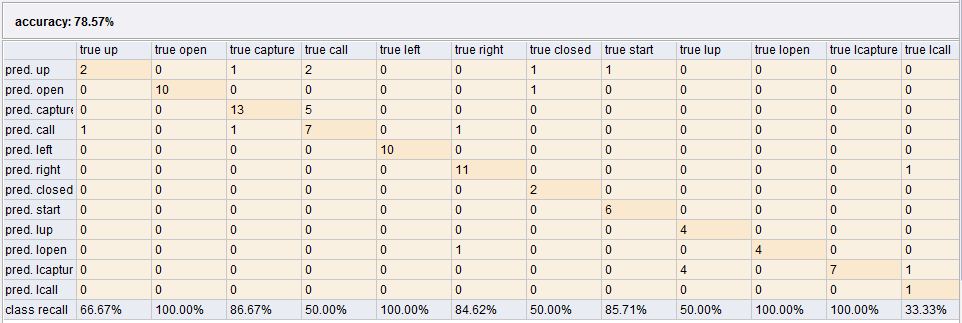 accuracy: 78.57%
true up true open true capture true call true left true right true closed true start true lup true lopen true lcapture true lcall
pred. up 2 0 1 2 0 0 1 1 0 0 0 0
pred. open 0 10 0 0 0 0 1 0 0 0 0 0
pred. capture 0 0 13 5 0 0 0 0 0 0 0 0
pred. call 1 0 1 7 0 1 0 0 0 0 0 0
pred. left 0 0 0 0 10 0 0 0 0 0 0 0
pred. right 0 0 0 0 0 11 0 0 0 0 0 1
pred. closed 0 0 0 0 0 0 2 0 0 0 0 0
pred. start 0 0 0 0 0 0 0 6 0 0 0 0
pred. lup 0 0 0 0 0 0 0 0 4 0 0 0
pred. lopen 0 0 0 0 0 1 0 0 0 4 0 0
pred. lcaptur 0 0 0 0 0 0 0 0 4 0 7 1
pred. lcall 0 0 0 0 0 0 0 0 0 0 0 1
class recall 66.67% 100.00% 86.67% 50.00% 100.00% 84.62% 50.00% 85.71% 50.00% 100.00% 100.00% 33.33%